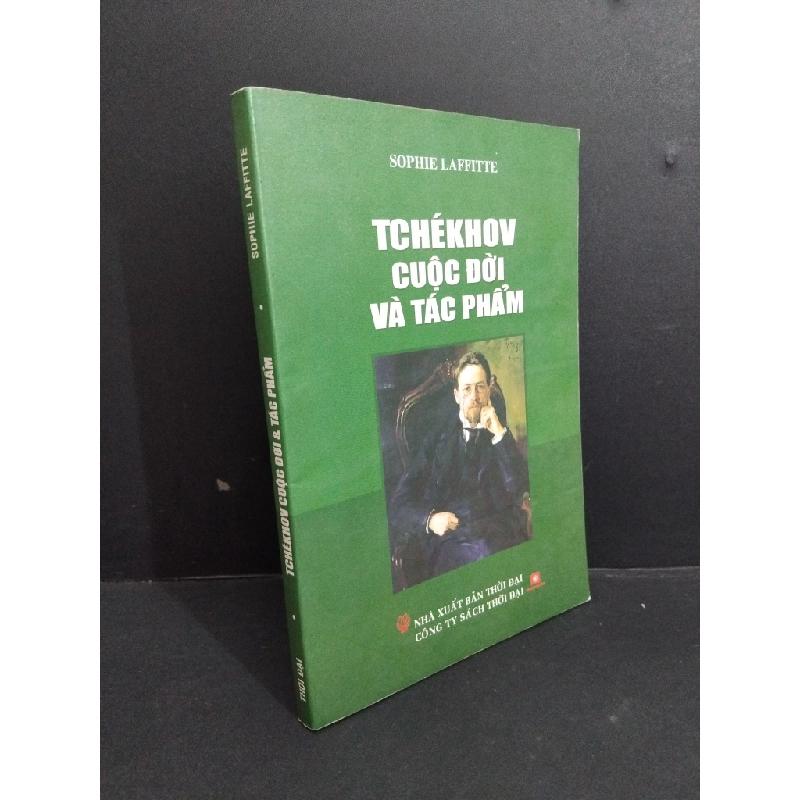 SOPHIE LAFFITTE
TCHÉKHOV
CUỘC ĐỜI
VÀ TÁC PHẨM
NHÀ XUẤT BẢN THỜI ĐẠI
CÔNG TY SÁCH THỜI ĐẠI
SOPHIE LAFFITTE • TCHÉKHOV CUỘC ĐỜI & TÁC PHẨM • THỜI ĐẠI